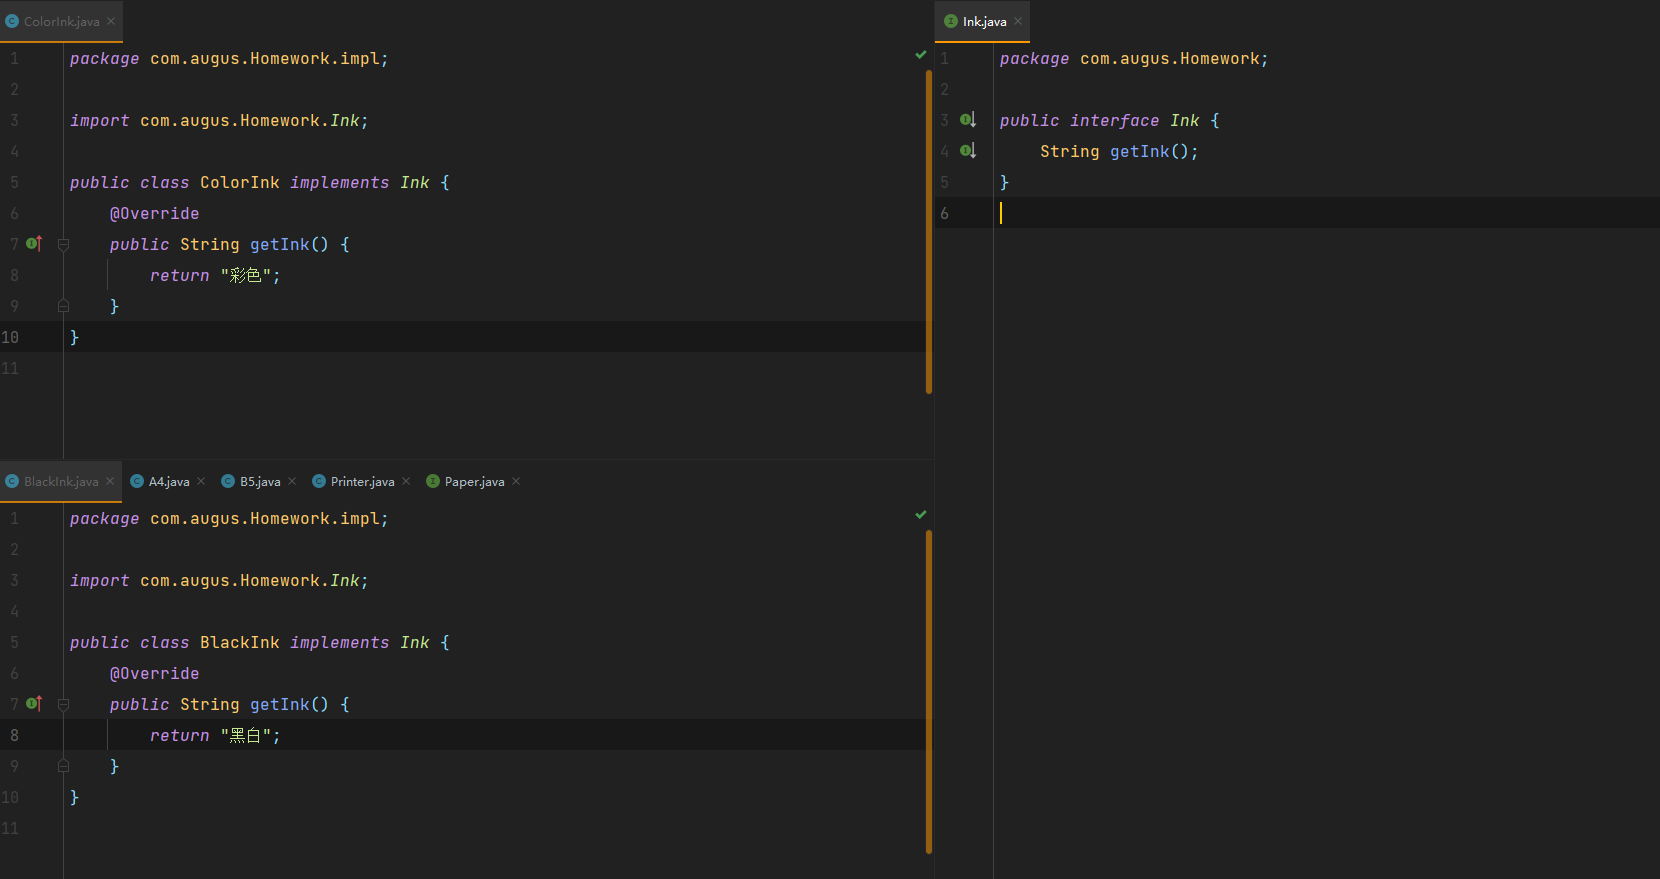 ColorInk.java
1 package com.augus.Homework.impl;
2
3 import com.augus.Homework.Ink;
4
5 public class ColorInk implements Ink {
6 @Override
7 public String getInk() {
8 return "彩色";
9 }
10 }
11
BlackInk.java A4.java B5.java Printer.java Paper.java
1 package com.augus.Homework.impl;
2
3 import com.augus.Homework.Ink;
4
5 public class BlackInk implements Ink {
6 @Override
7 public String getInk() {
8 return "黑白";
9 }
10 }
11
Ink.java
1 package com.augus.Homework;
2
3 public interface Ink {
4 String getInk();
5 }
6